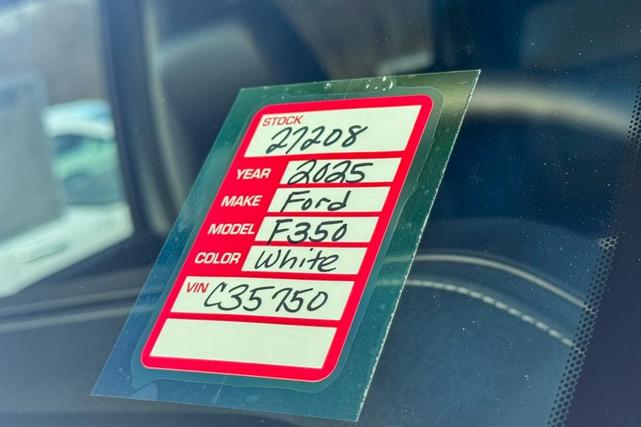 STOCK
27208
YEAR 2025
MAKE Ford
MODEL F350
COLOR White
VIN C35750